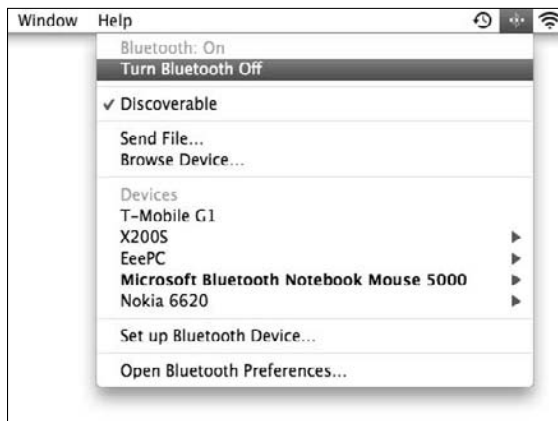 Window Help
Bluetooth: On
Turn Bluetooth Off
✓ Discoverable
Send File...
Browse Device...
Devices
T-Mobile G1
X200S
EeePC
Microsoft Bluetooth Notebook Mouse 5000
Nokia 6620
Set up Bluetooth Device...
Open Bluetooth Preferences...